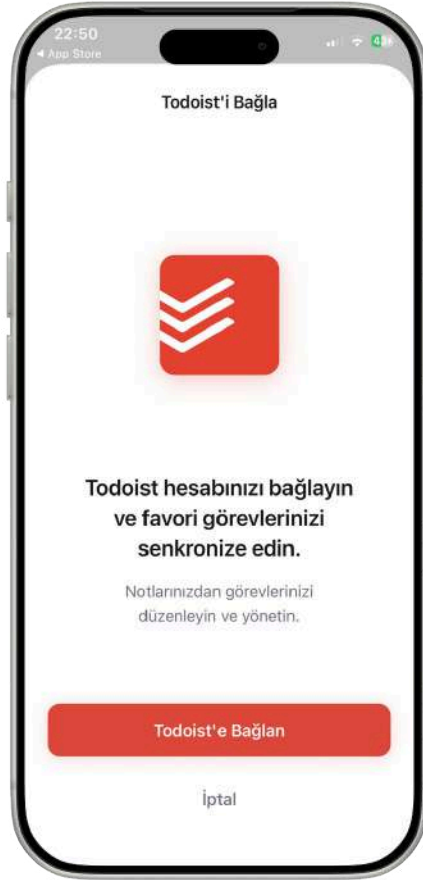 22:50
◀ App Store
Todoist'i Bağla
Todoist hesabınızı bağlayın
ve favori görevlerinizi
senkronize edin.
Notlarınızdan görevlerinizi
düzenleyin ve yönetin.
Todoist'e Bağlan
İptal